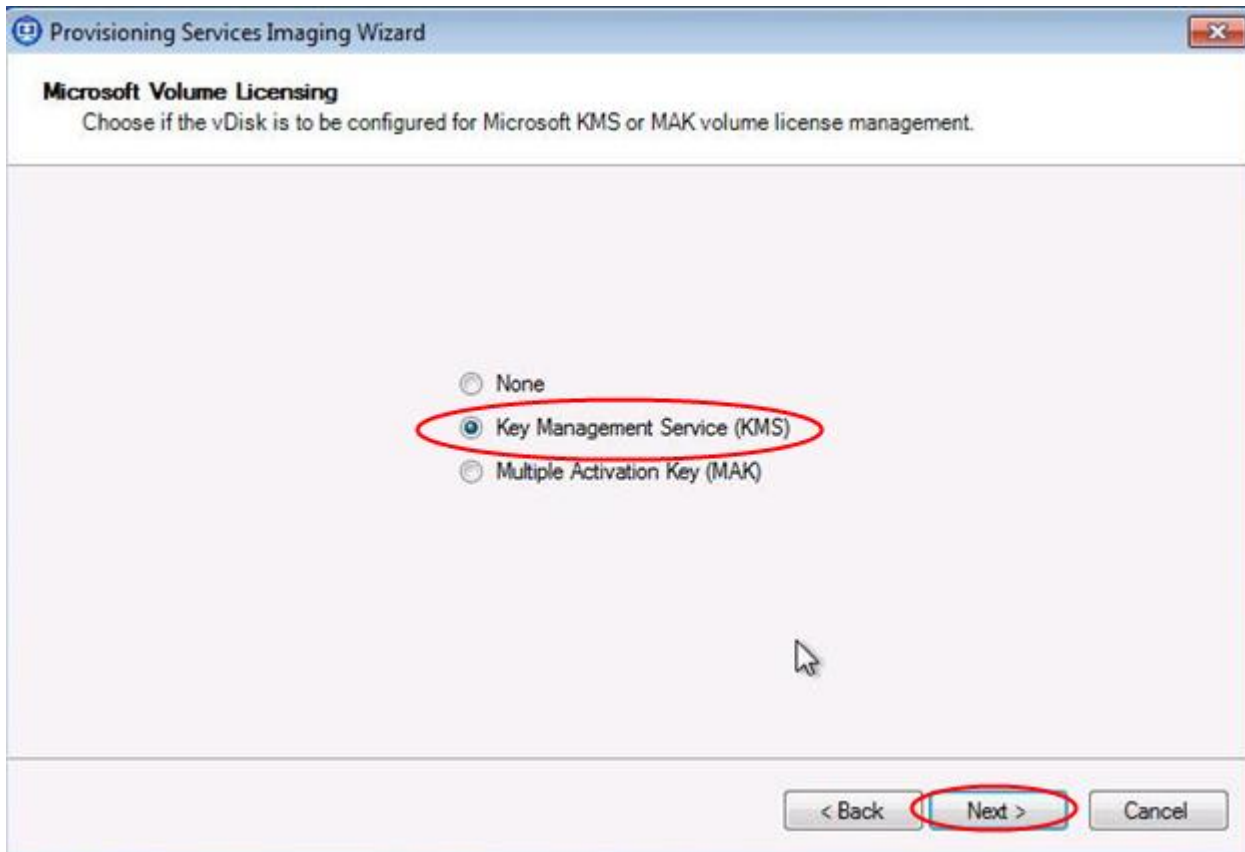 Provisioning Services Imaging Wizard
Microsoft Volume Licensing
Choose if the vDisk is to be configured for Microsoft KMS or MAK volume license management.
None
Key Management Service (KMS)
Multiple Activation Key (MAK)
< Back Next > Cancel